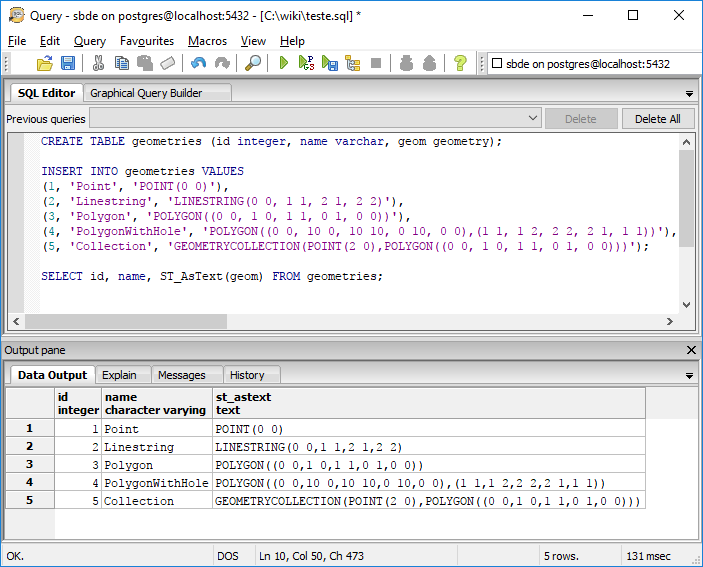 Query - sbde on postgres@localhost:5432 - [C:\wiki\teste.sql] *
File Edit Query Favourites Macros View Help
sbde on postgres@localhost:5432
SQL Editor Graphical Query Builder
Previous queries Delete Delete All
CREATE TABLE geometries (id integer, name varchar, geom geometry);
INSERT INTO geometries VALUES
(1, 'Point', 'POINT(0 0)'),
(2, 'Linestring', 'LINESTRING(0 0, 1 1, 2 1, 2 2)'),
(3, 'Polygon', 'POLYGON((0 0, 1 0, 1 1, 0 1, 0 0))'),
(4, 'PolygonWithHole', 'POLYGON((0 0, 10 0, 10 10, 0 10, 0 0),(1 1, 1 2, 2 2, 2 1, 1 1))'),
(5, 'Collection', 'GEOMETRYCOLLECTION(POINT(2 0),POLYGON((0 0, 1 0, 1 1, 0 1, 0 0)))');
SELECT id, name, ST_AsText(geom) FROM geometries;
Output pane
Data Output Explain Messages History
id name st_astext
integer character varying text
1 1 Point POINT(0 0)
2 2 Linestring LINESTRING(0 0,1 1,2 1,2 2)
3 3 Polygon POLYGON((0 0,1 0,1 1,0 1,0 0))
4 4 PolygonWithHole POLYGON((0 0,10 0,10 10,0 10,0 0),(1 1,1 2,2 2,2 1,1 1))
5 5 Collection GEOMETRYCOLLECTION(POINT(2 0),POLYGON((0 0,1 0,1 1,0 1,0 0)))
OK. DOS Ln 10, Col 50, Ch 473 5 rows. 131 msec